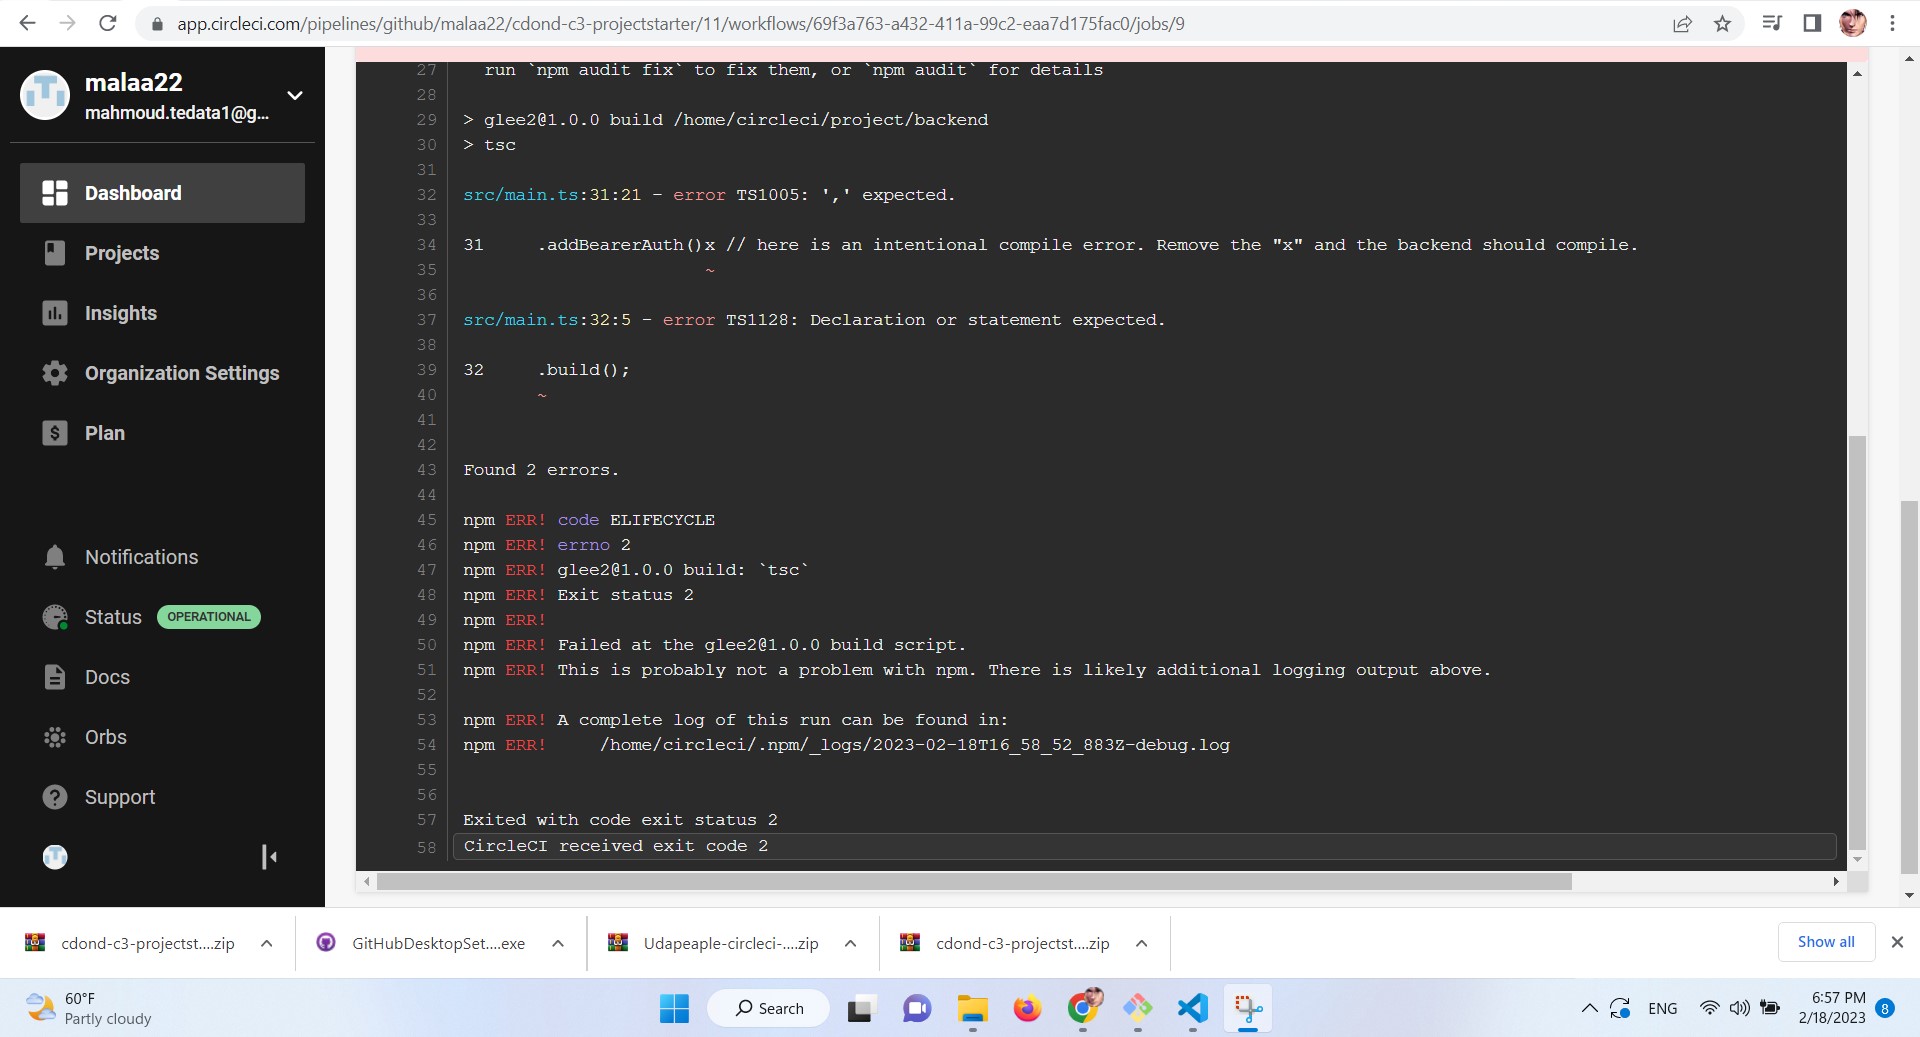 app.circleci.com/pipelines/github/malaa22/cdond-c3-projectstarter/11/workflows/69f3a763-a432-411a-99c2-eaa7d175fac0/jobs/9
malaa22
mahmoud.tedata1@g...
Dashboard
Projects
Insights
Organization Settings
Plan
Notifications
Status OPERATIONAL
Docs
Orbs
Support
27 run `npm audit fix` to fix them, or `npm audit` for details
28
29 > glee2@1.0.0 build /home/circleci/project/backend
30 > tsc
31
32 src/main.ts:31:21 - error TS1005: ',' expected.
33
34 31 .addBearerAuth()x // here is an intentional compile error. Remove the "x" and the backend should compile.
35 ~
36
37 src/main.ts:32:5 - error TS1128: Declaration or statement expected.
38
39 32 .build();
40 ~
41
42
43 Found 2 errors.
44
45 npm ERR! code ELIFECYCLE
46 npm ERR! errno 2
47 npm ERR! glee2@1.0.0 build: `tsc`
48 npm ERR! Exit status 2
49 npm ERR!
50 npm ERR! Failed at the glee2@1.0.0 build script.
51 npm ERR! This is probably not a problem with npm. There is likely additional logging output above.
52
53 npm ERR! A complete log of this run can be found in:
54 npm ERR! /home/circleci/.npm/_logs/2023-02-18T16_58_52_883Z-debug.log
55
56
57 Exited with code exit status 2
58 CircleCI received exit code 2
cdond-c3-projectst....zip
GitHubDesktopSet....exe
Udapeaple-circleci-....zip
cdond-c3-projectst....zip
Show all
60°F
Partly cloudy
Search
ENG
6:57 PM
2/18/2023
8